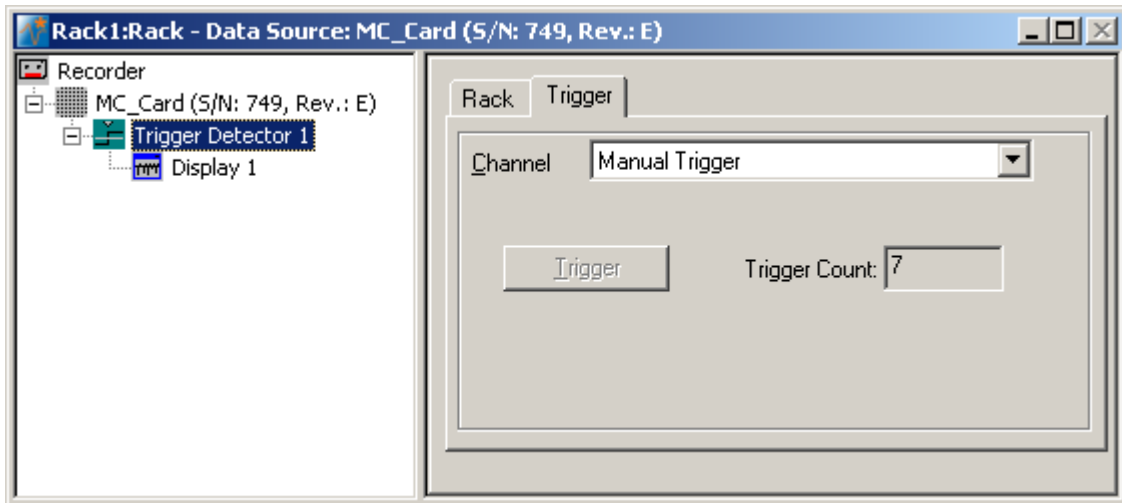 Rack1:Rack - Data Source: MC_Card (S/N: 749, Rev.: E)
Recorder
MC_Card (S/N: 749, Rev.: E)
Trigger Detector 1
Display 1
Rack
Trigger
Channel
Manual Trigger
Trigger
Trigger Count: 7